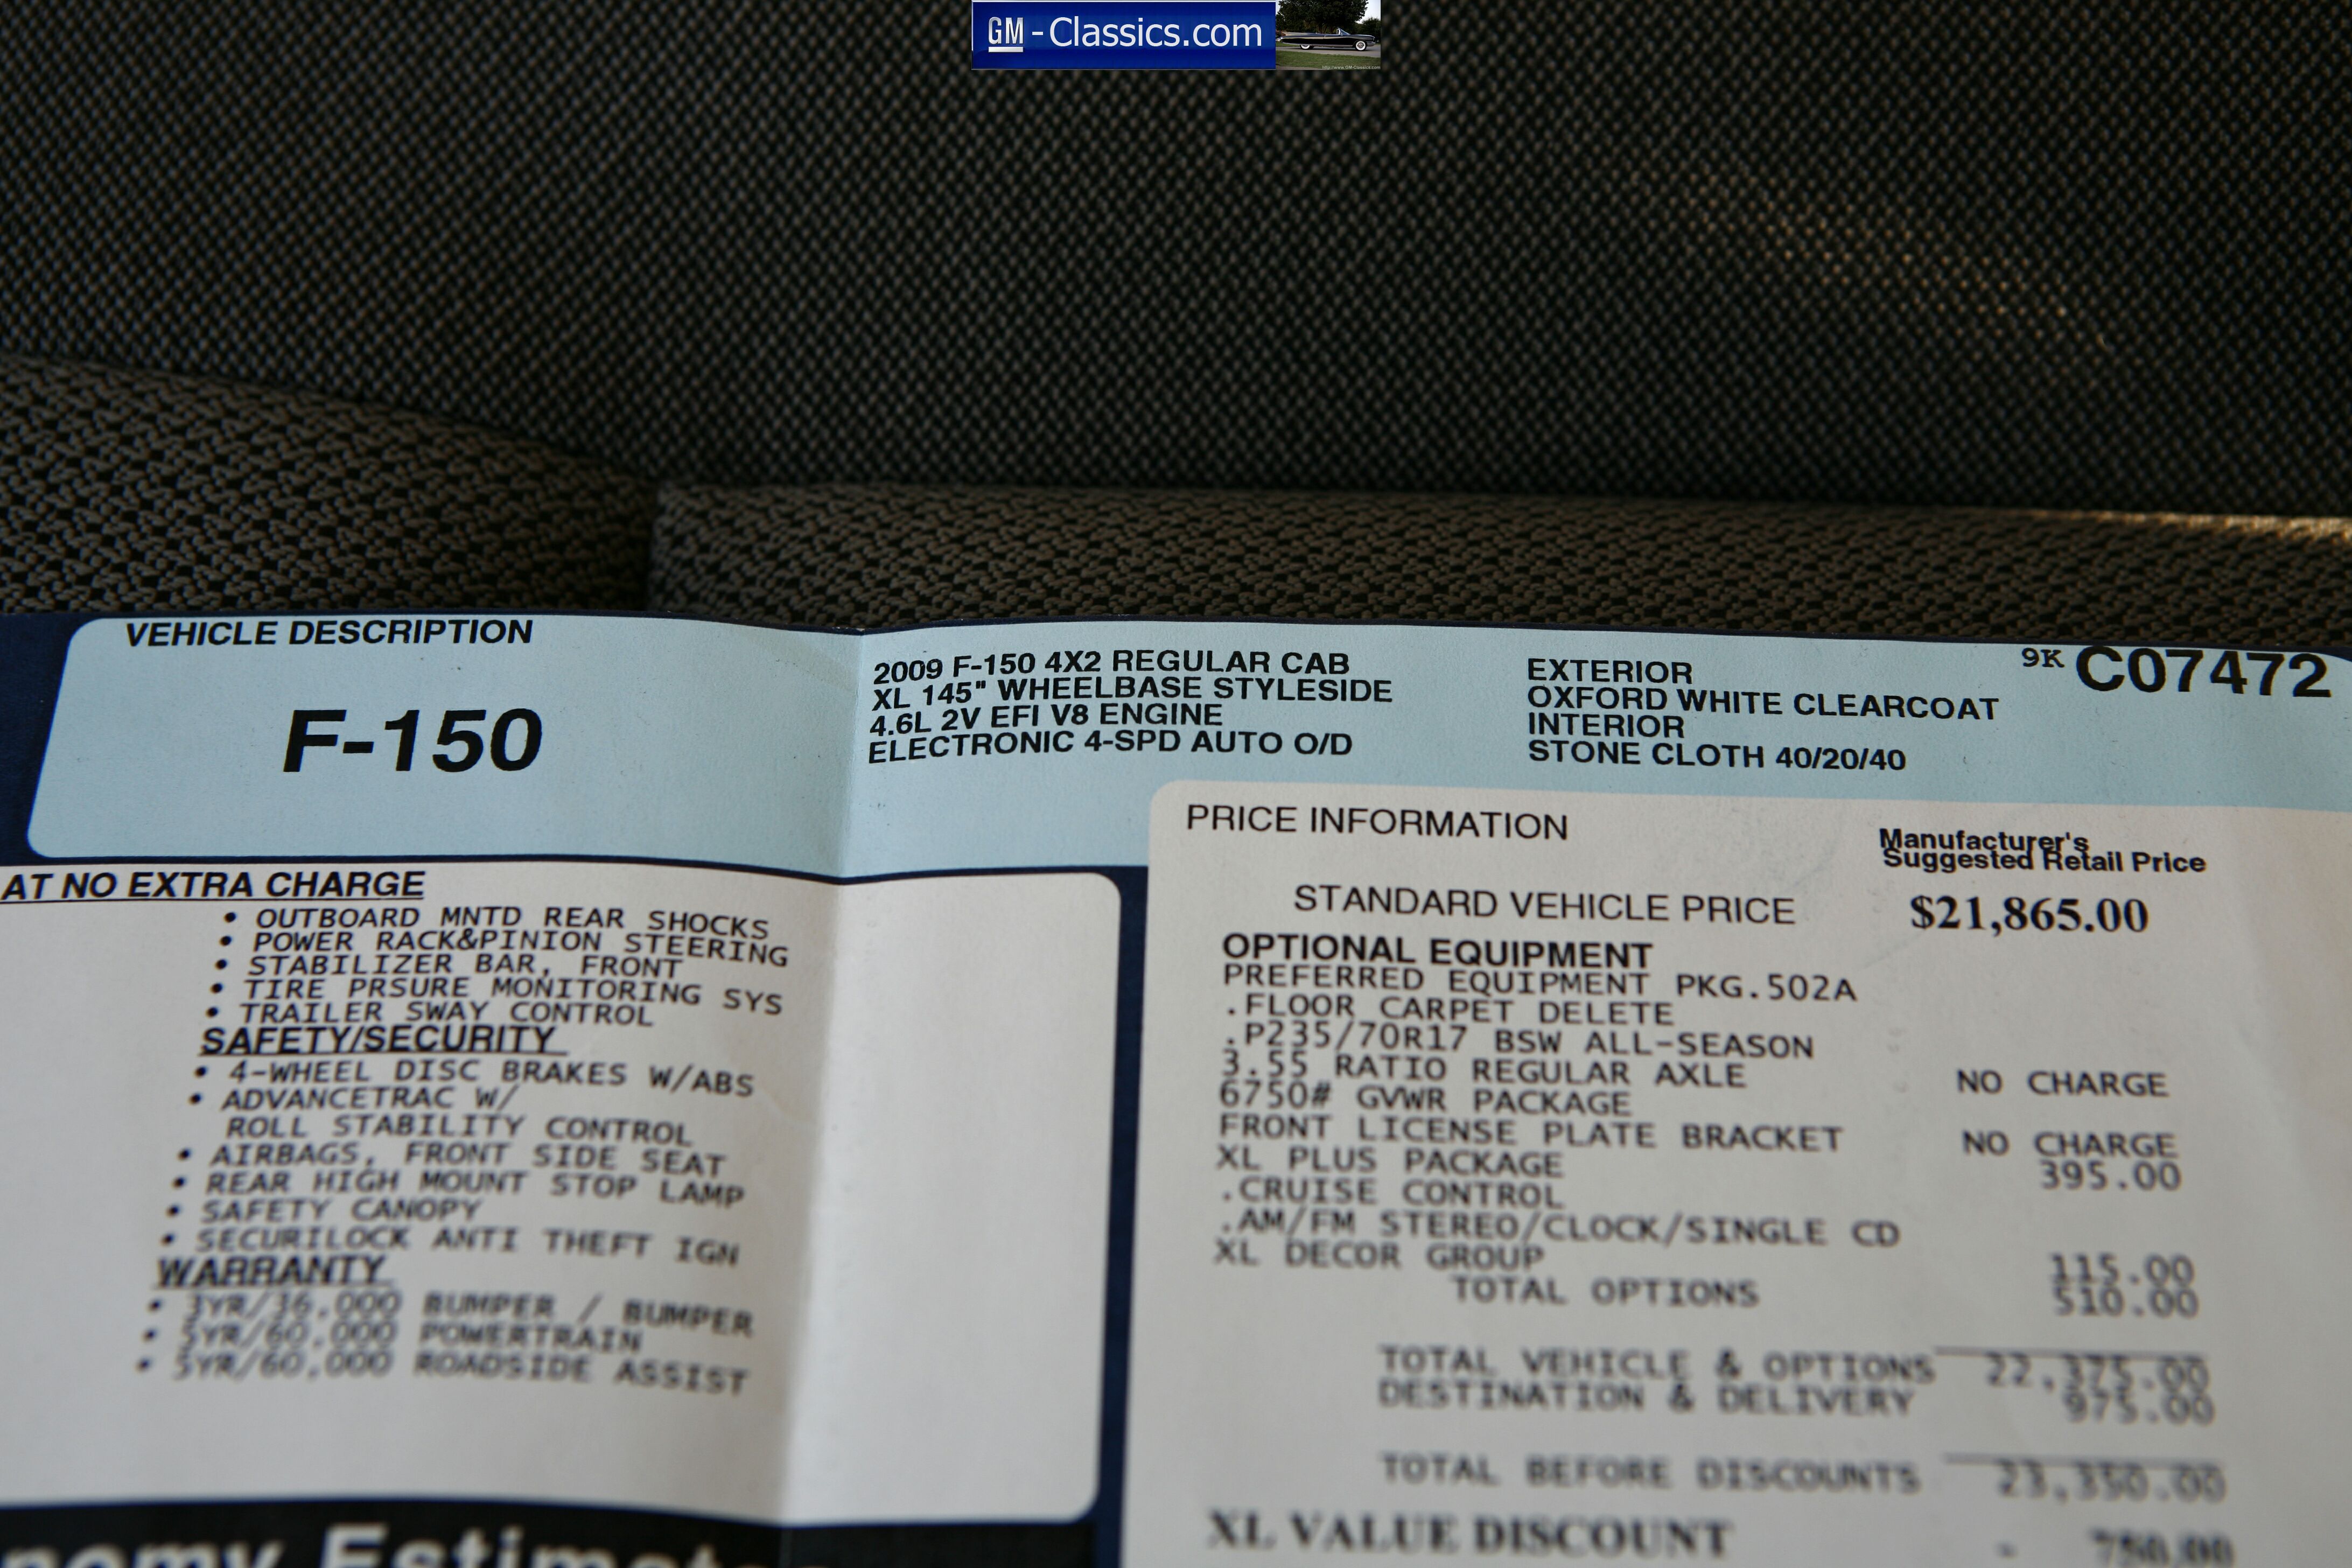 GM - Classics.com
VEHICLE DESCRIPTION
F-150
2009 F-150 4X2 REGULAR CAB
XL 145" WHEELBASE STYLESIDE
4.6L 2V EFI V8 ENGINE
ELECTRONIC 4-SPD AUTO O/D
EXTERIOR
OXFORD WHITE CLEARCOAT
INTERIOR
STONE CLOTH 40/20/40
9K C07472
AT NO EXTRA CHARGE
• OUTBOARD MNTD REAR SHOCKS
• POWER RACK&PINION STEERING
• STABILIZER BAR, FRONT
• TIRE PRSURE MONITORING SYS
• TRAILER SWAY CONTROL
SAFETY/SECURITY
• 4-WHEEL DISC BRAKES W/ABS
• ADVANCETRAC W/
ROLL STABILITY CONTROL
• AIRBAGS, FRONT SIDE SEAT
• REAR HIGH MOUNT STOP LAMP
• SAFETY CANOPY
• SECURILOCK ANTI THEFT IGN
WARRANTY
• 3YR/36,000 BUMPER / BUMPER
• 5YR/60,000 POWERTRAIN
• 5YR/60,000 ROADSIDE ASSIST
PRICE INFORMATION
Manufacturer's
Suggested Retail Price
STANDARD VEHICLE PRICE $21,865.00
OPTIONAL EQUIPMENT
PREFERRED EQUIPMENT PKG.502A
.FLOOR CARPET DELETE
.P235/70R17 BSW ALL-SEASON
3.55 RATIO REGULAR AXLE NO CHARGE
6750# GVWR PACKAGE
FRONT LICENSE PLATE BRACKET NO CHARGE
XL PLUS PACKAGE 395.00
.CRUISE CONTROL
.AM/FM STEREO/CLOCK/SINGLE CD
XL DECOR GROUP 115.00
TOTAL OPTIONS 510.00
TOTAL VEHICLE & OPTIONS 22,375.00
DESTINATION & DELIVERY 975.00
TOTAL BEFORE DISCOUNTS 23,350.00
XL VALUE DISCOUNT - 750.00